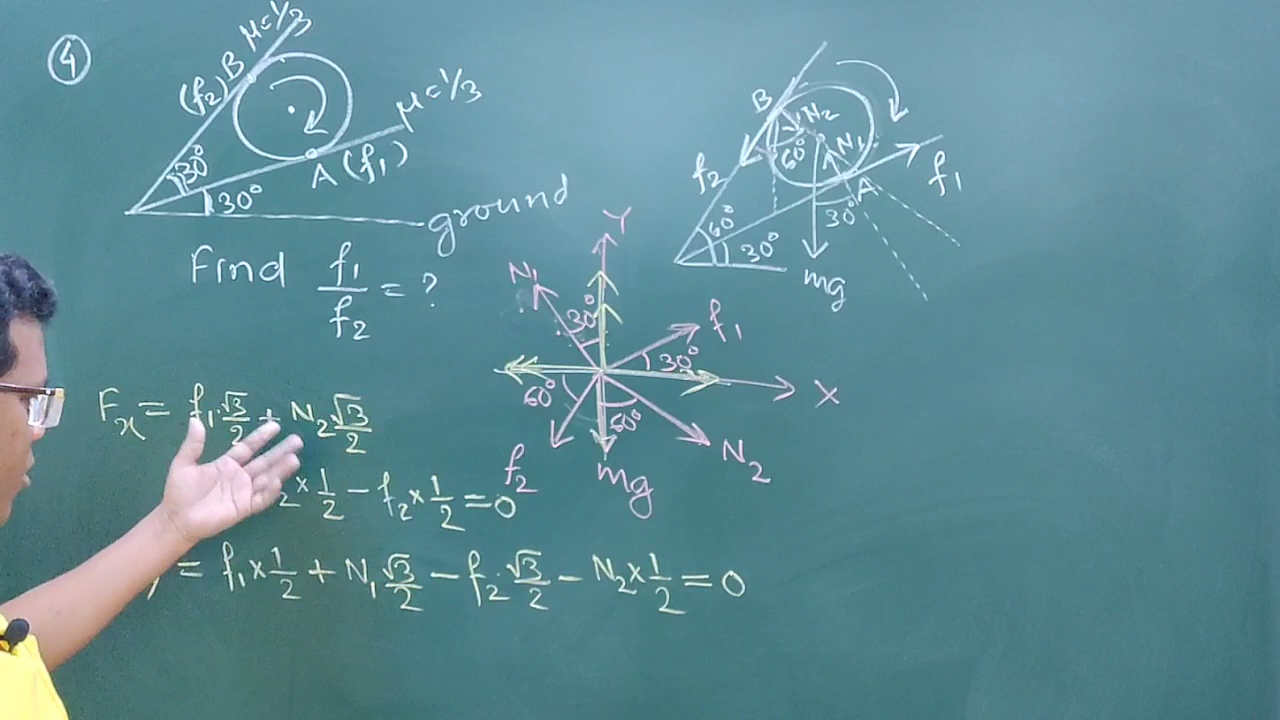 4
μ=1/3
(f₂) B
μ=1/3
30°
A (f₁)
30°
ground
Find f₁/f₂ = ?
B
N₂
60°
N₁
A
f₂
f₁
60°
30°
30°
mg
Y
N₁
30°
f₁
30°
X
60°
60°
f₂
mg
N₂
Fₓ = f₁.√3/2 + N₂√3/2
₂×1/2 − f₂×1/2 = 0
= f₁×1/2 + N₁√3/2 − f₂.√3/2 − N₂×1/2 = 0